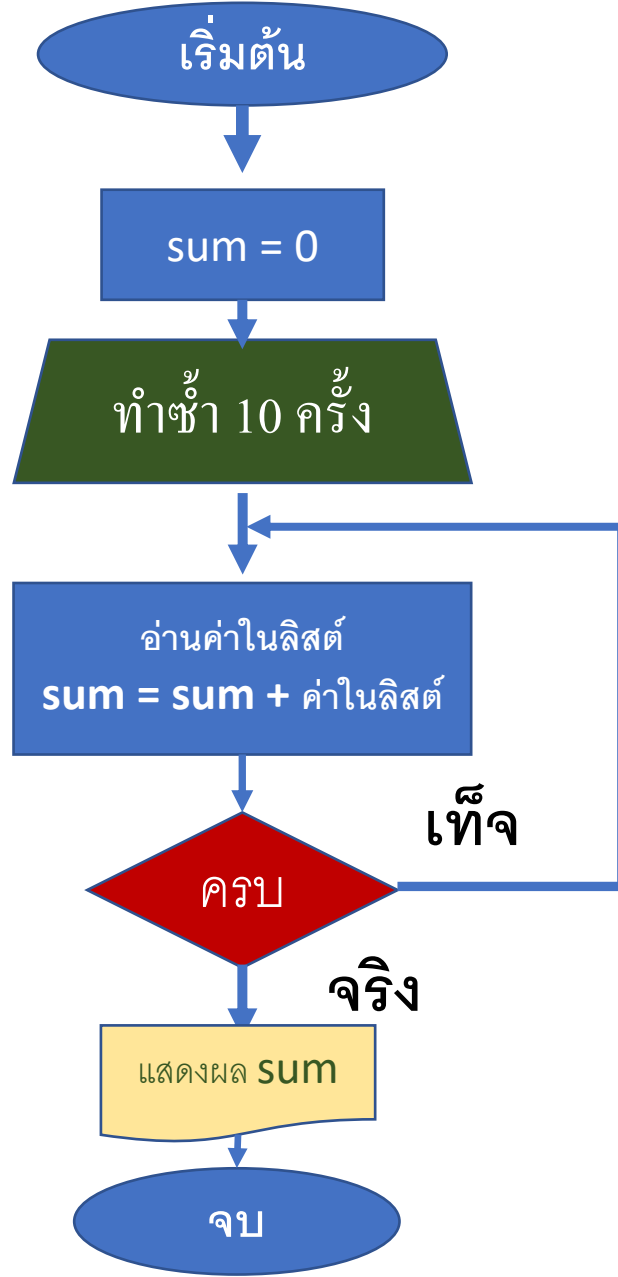 เริ่มต้น
sum = 0
ทำซ้ำ 10 ครั้ง
อ่านค่าในลิสต์
sum = sum + ค่าในลิสต์
เท็จ
ครบ
จริง
แสดงผล sum
จบ